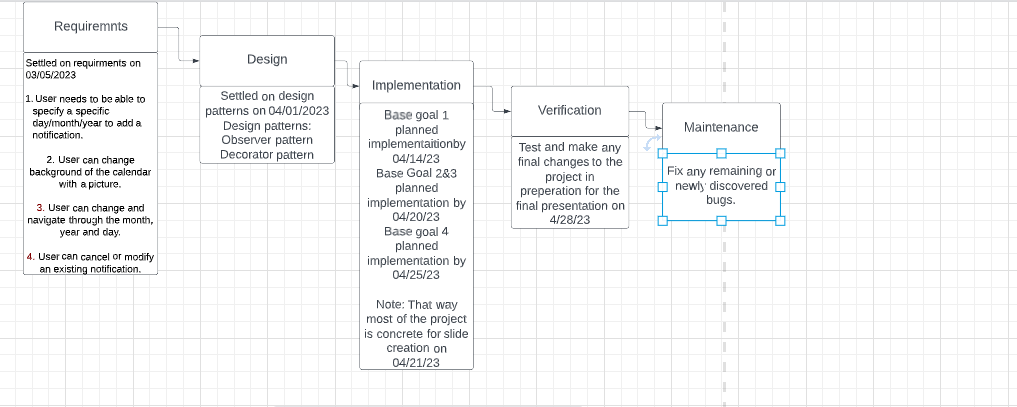 Requiremnts
Settled on requirments on
03/05/2023
1. User needs to be able to
specify a specific
day/month/year to add a
notification.
2. User can change
background of the calendar
with a picture.
3. User can change and
navigate through the month,
year and day.
4. User can cancel or modify
an existing notification.
Design
Settled on design
patterns on 04/01/2023
Design patterns:
Observer pattern
Decorator pattern
Implementation
Base goal 1
planned
implementaitionby
04/14/23
Base Goal 2&3
planned
implementation by
04/20/23
Base goal 4
planned
implementation by
04/25/23
Note: That way
most of the project
is concrete for slide
creation on
04/21/23
Verification
Test and make any
final changes to the
project in
preperation for the
final presentation on
4/28/23
Maintenance
Fix any remaining or
newly discovered
bugs.